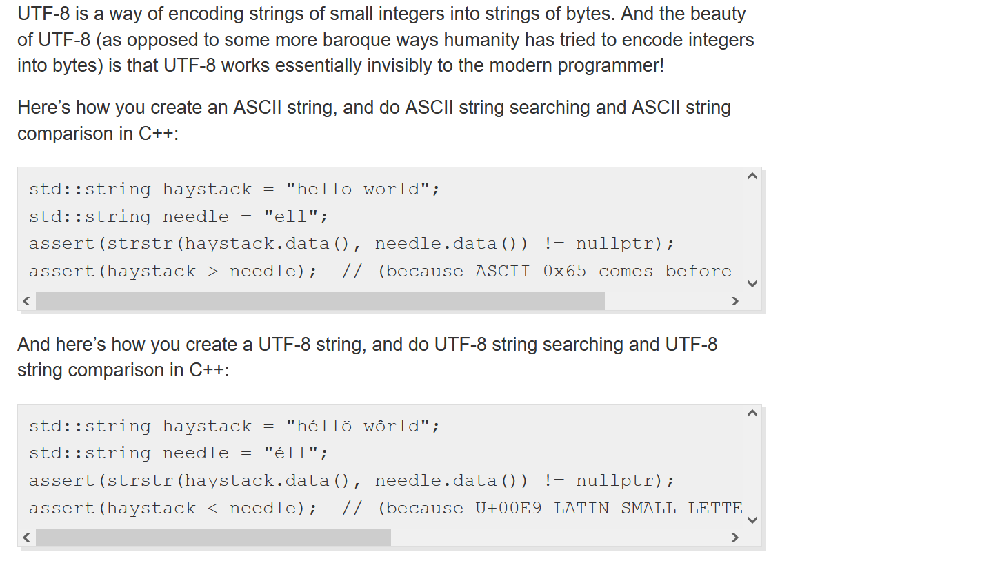 UTF-8 is a way of encoding strings of small integers into strings of bytes. And the beauty
of UTF-8 (as opposed to some more baroque ways humanity has tried to encode integers
into bytes) is that UTF-8 works essentially invisibly to the modern programmer!
Here’s how you create an ASCII string, and do ASCII string searching and ASCII string
comparison in C++:
std::string haystack = "hello world";
std::string needle = "ell";
assert(strstr(haystack.data(), needle.data()) != nullptr);
assert(haystack > needle);  // (because ASCII 0x65 comes before
And here’s how you create a UTF-8 string, and do UTF-8 string searching and UTF-8
string comparison in C++:
std::string haystack = "héllö wôrld";
std::string needle = "éll";
assert(strstr(haystack.data(), needle.data()) != nullptr);
assert(haystack < needle);  // (because U+00E9 LATIN SMALL LETTE